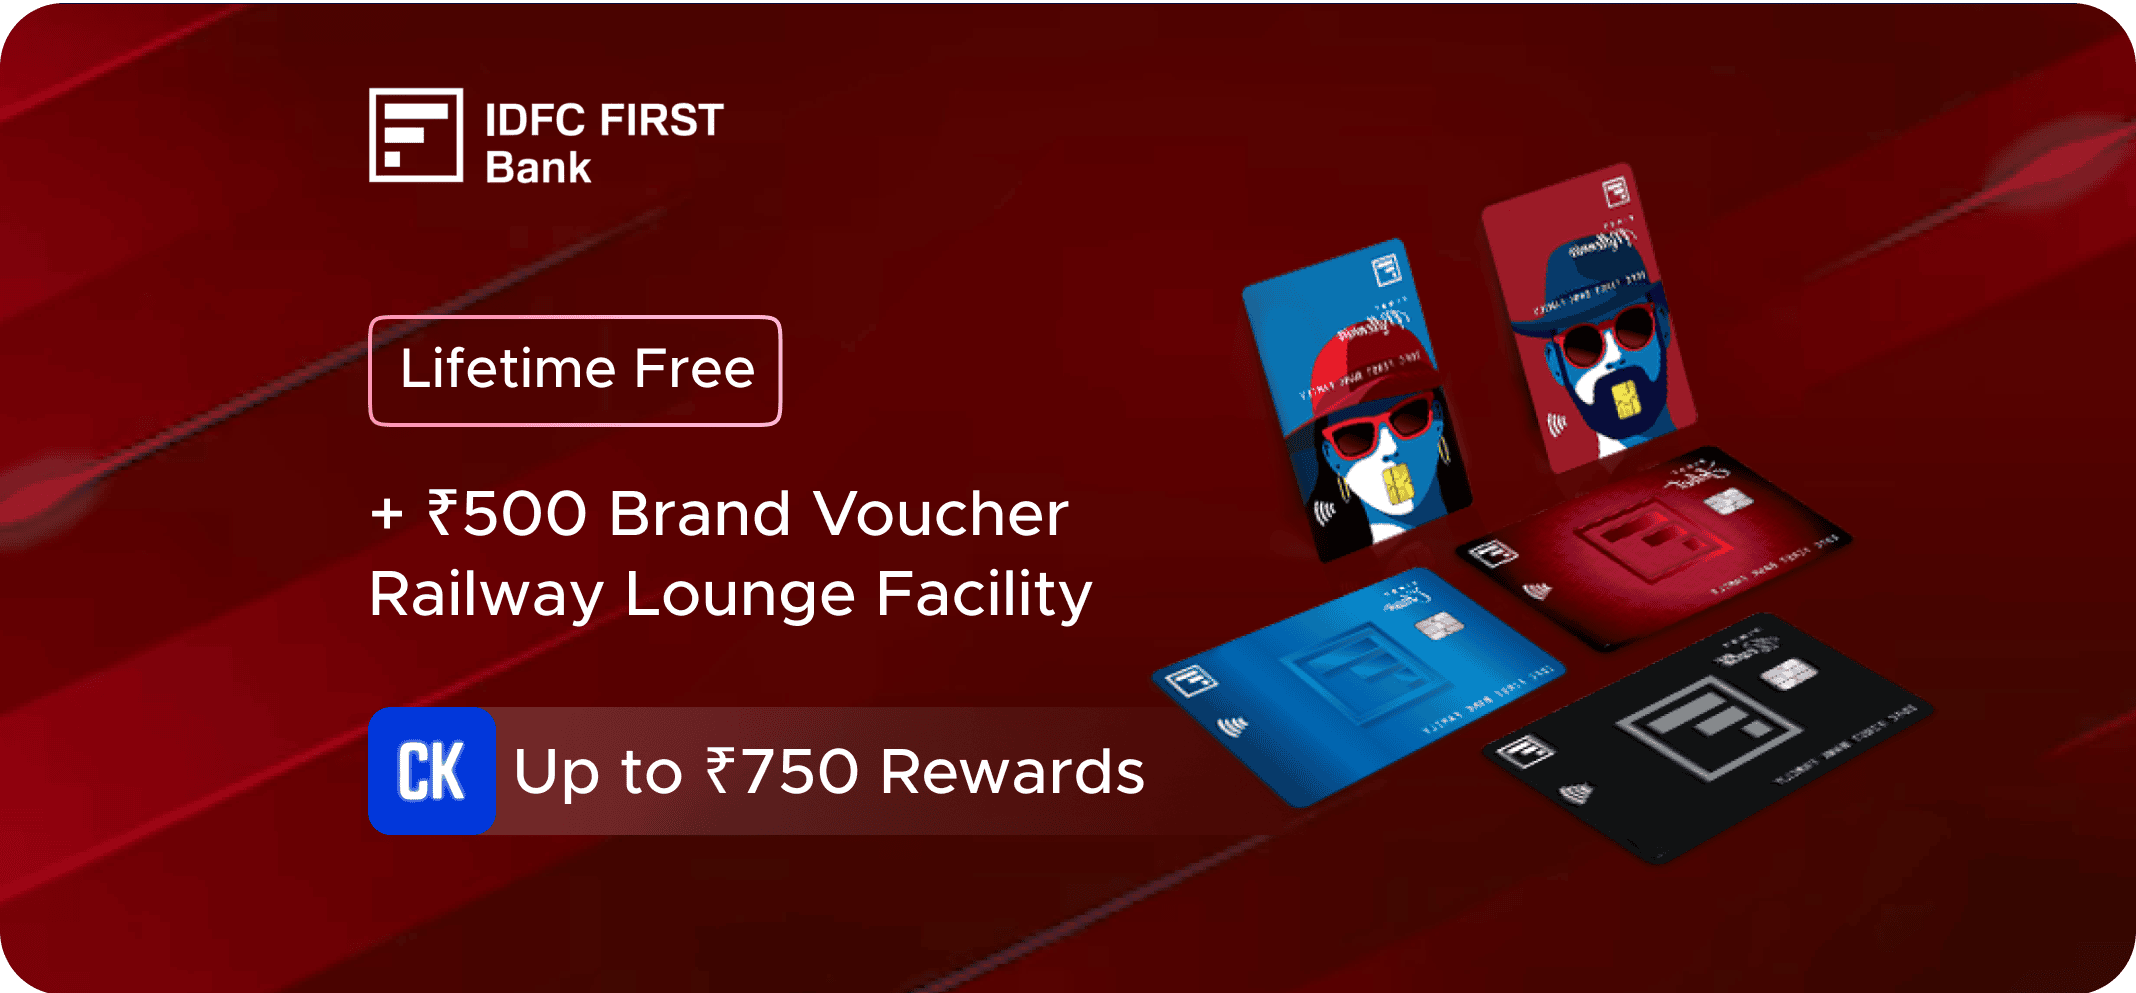 IDFC FIRST
Bank
Lifetime Free
+ ₹500 Brand Voucher
Railway Lounge Facility
CK Up to ₹750 Rewards